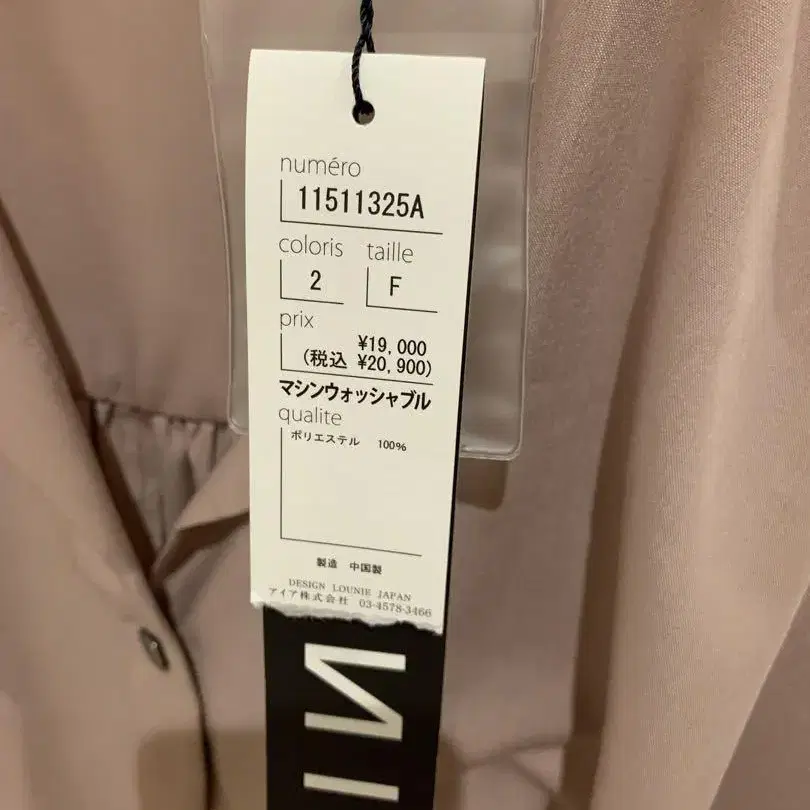 numéro
11511325A
coloris taille
2 F
prix
¥19,000
(税込 ¥20,900)
マシンウォッシャブル
qualite
ポリエステル 100%
製造 中国製
DESIGN LOUNIE JAPAN
アイア株式会社 03-4578-3466